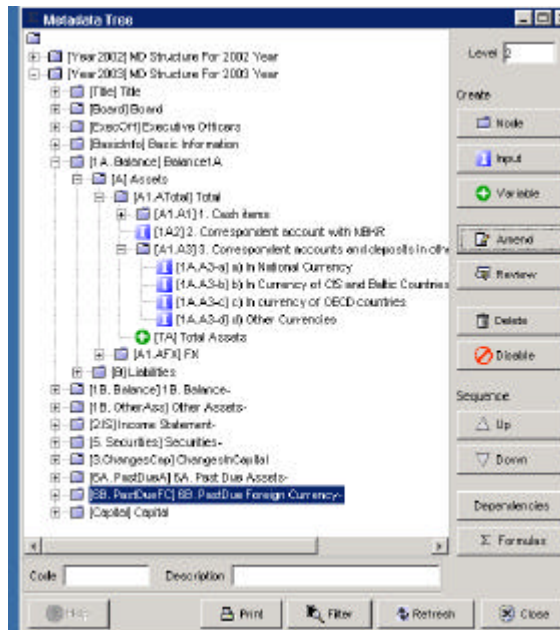 Metadata Tree
[Year2002] MD Structure For 2002 Year
[Year2003] MD Structure For 2003 Year
[Title] Title
[Board] Board
[ExecOff] Executive Officers
[BasicInfo] Basic Information
[1A. Balance] Balance1A
[A] Assets
[A1.ATotal] Total
[A1.A1] 1. Cash items
[1A2] 2. Correspondent account with NBKR
[A1.A3] 3. Correspondent accounts and deposits in othe
[1A.A3-a] a) In National Currency
[1A.A3-b] b) In Currency of CIS and Baltic Countries
[1A.A3-c] c) In currency of OECD countries
[1A.A3-d] d) Other Currencies
[TA] Total Assets
[A1.AFX] FX
[B] Liabilities
[1B. Balance] 1B. Balance-
[1B. OtherAss] Other Assets-
[2.IS] Income Statement-
[5. Securities] Securities-
[3.ChangesCap] ChangesInCapital
[6A. PastDueA] 6A. Past Due Assets-
[6B. PastDueFC] 6B. PastDue Foreign Currency-
[Capital] Capital
Level 2
Create
Node
Input
Variable
Amend
Review
Delete
Disable
Sequence
Up
Down
Dependencies
Σ Formulas
Code
Description
Help
Print
Filter
Refresh
Close